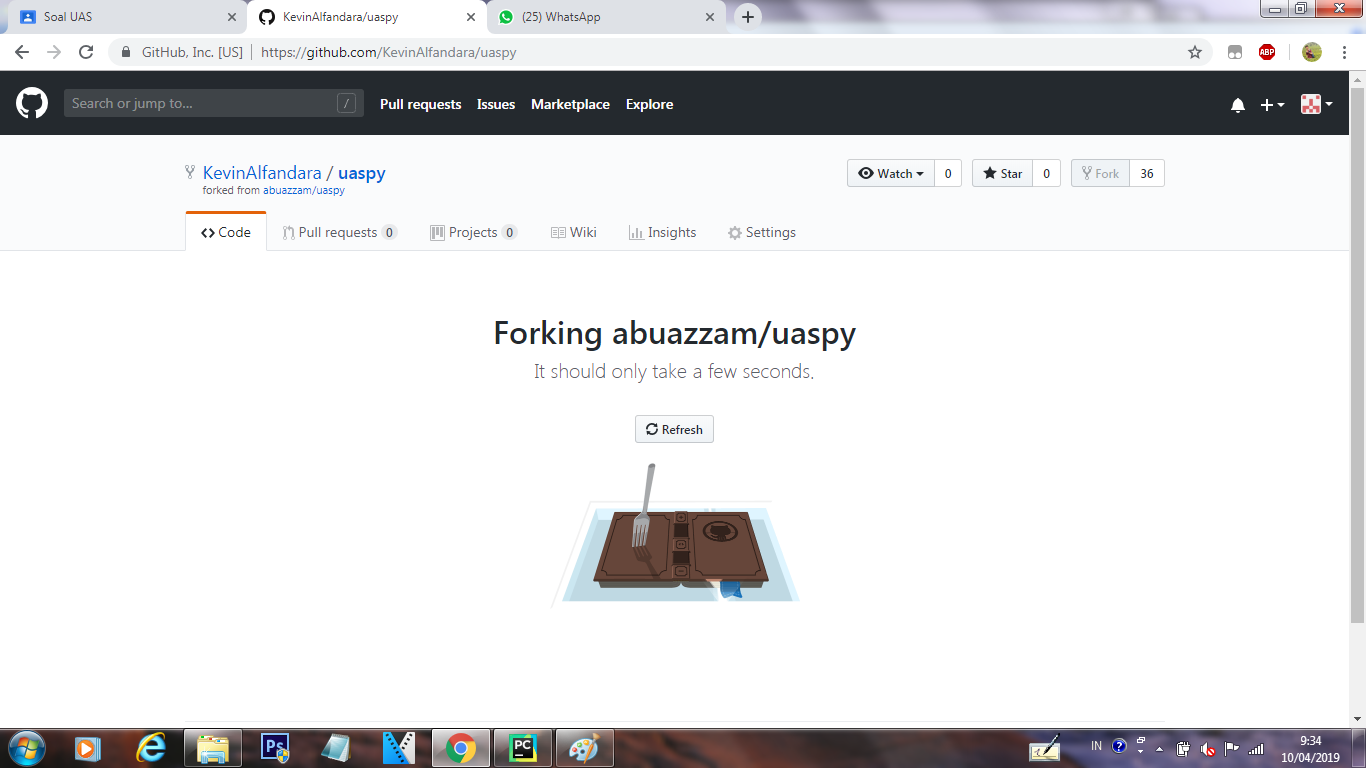 Soal UAS
KevinAlfandara/uaspy
(25) WhatsApp
GitHub, Inc. [US]
https://github.com/KevinAlfandara/uaspy
ABP
Search or jump to...
/
Pull requests
Issues
Marketplace
Explore
KevinAlfandara / uaspy
forked from abuazzam/uaspy
Watch
0
Star
0
Fork
36
Code
Pull requests 0
Projects 0
Wiki
Insights
Settings
Forking abuazzam/uaspy
It should only take a few seconds.
Refresh
Ps
PC
IN
9:34
10/04/2019